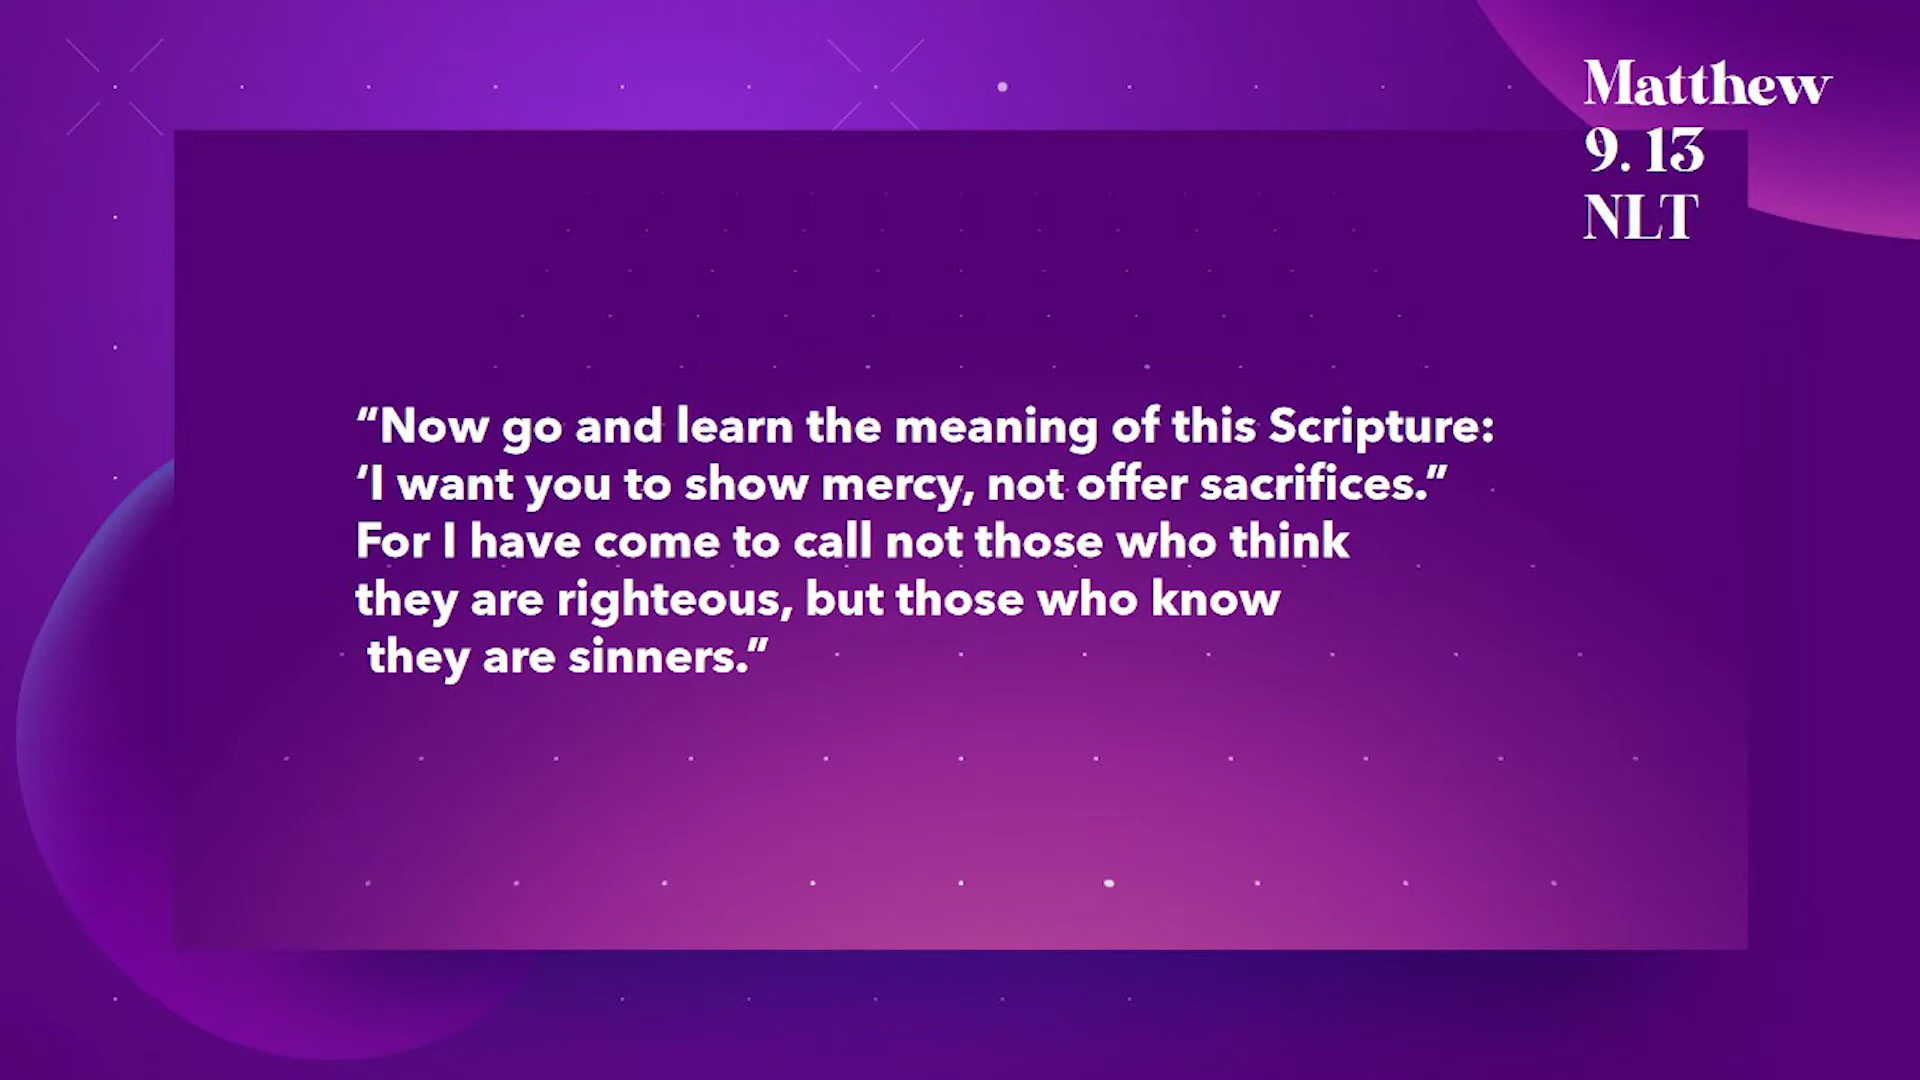 Matthew
9. 13
NLT
“Now go and learn the meaning of this Scripture:
‘I want you to show mercy, not offer sacrifices.”
For I have come to call not those who think
they are righteous, but those who know
they are sinners.”